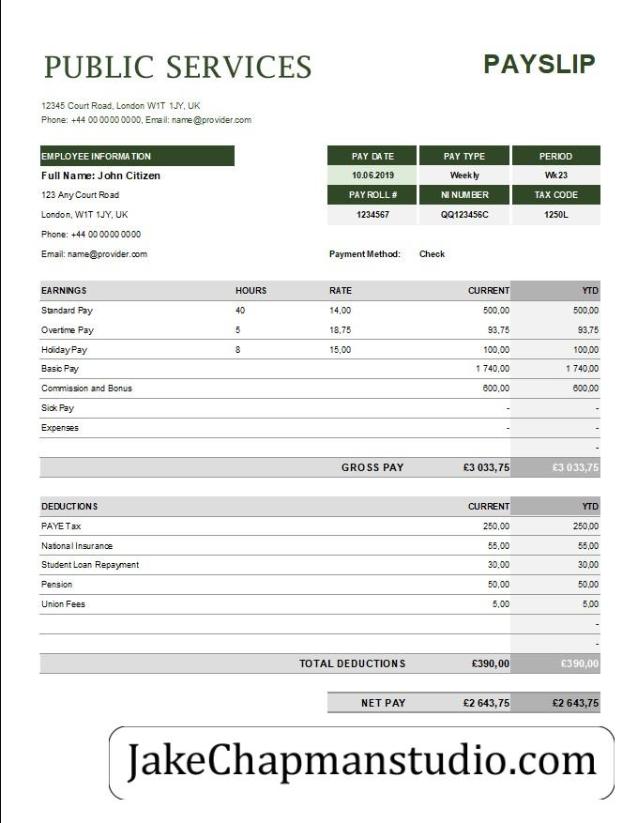 PUBLIC SERVICES PAYSLIP
12345 Court Road, London W1T 1JY, UK
Phone: +44 00 0000 0000, Email: name@provider.com
EMPLOYEE INFORMATION PAY DATE PAY TYPE PERIOD
Full Name: John Citizen 10.06.2019 Weekly Wk23
123 Any Court Road PAYROLL # NI NUMBER TAX CODE
London, W1T 1JY, UK 1234567 QQ123456C 1250L
Phone: +44 00 0000 0000
Email: name@provider.com Payment Method: Check
EARNINGS HOURS RATE CURRENT YTD
Standard Pay 40 14,00 500,00 500,00
Overtime Pay 5 18,75 93,75 93,75
Holiday Pay 8 15,00 100,00 100,00
Basic Pay 1 740,00 1 740,00
Commission and Bonus 600,00 600,00
Sick Pay - -
Expenses - -
-
GROSS PAY £3 033,75 £3 033,75
DEDUCTIONS CURRENT YTD
PAYE Tax 250,00 250,00
National Insurance 55,00 55,00
Student Loan Repayment 30,00 30,00
Pension 50,00 50,00
Union Fees 5,00 5,00
-
-
TOTAL DEDUCTIONS £390,00 £390,00
NET PAY £2 643,75 £2 643,75
JakeChapmanstudio.com